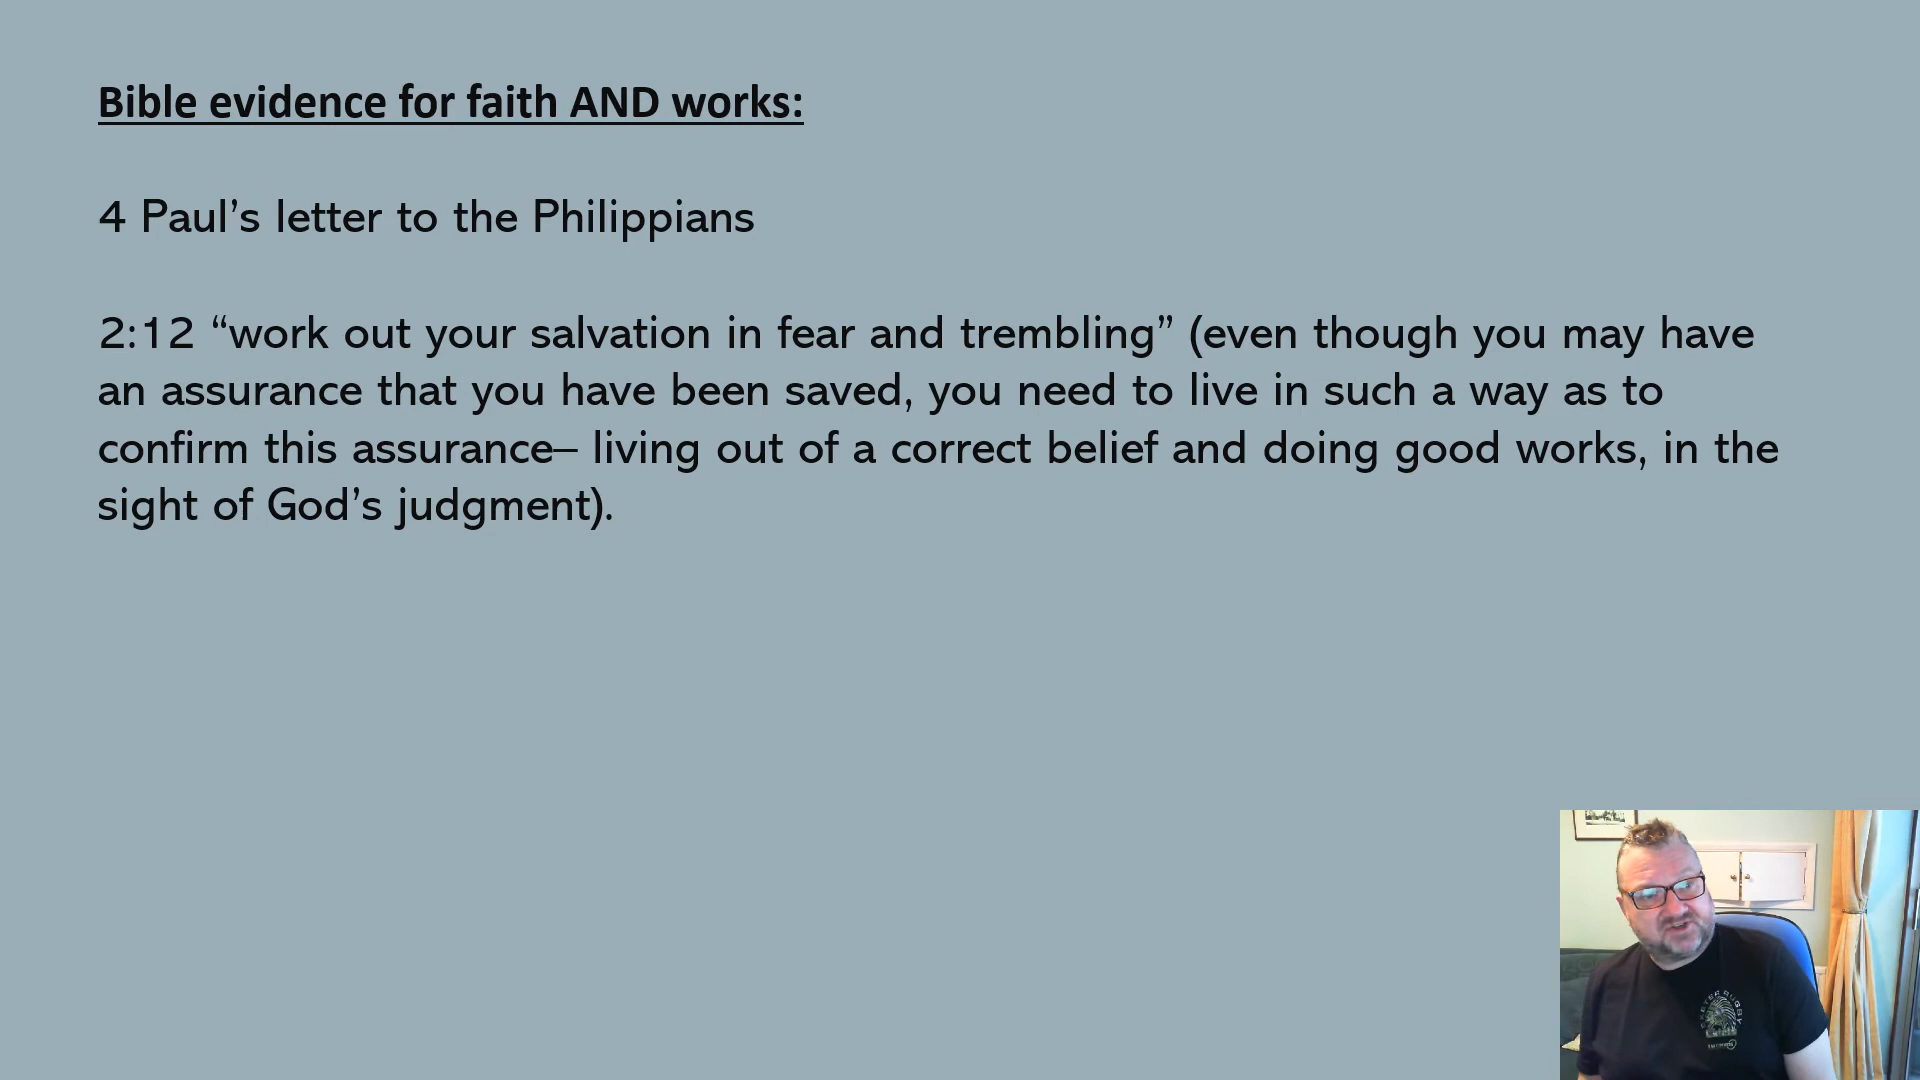 Bible evidence for faith AND works:
4 Paul’s letter to the Philippians
2:12 “work out your salvation in fear and trembling” (even though you may have
an assurance that you have been saved, you need to live in such a way as to
confirm this assurance– living out of a correct belief and doing good works, in the
sight of God’s judgment).
EXETER RUGBY